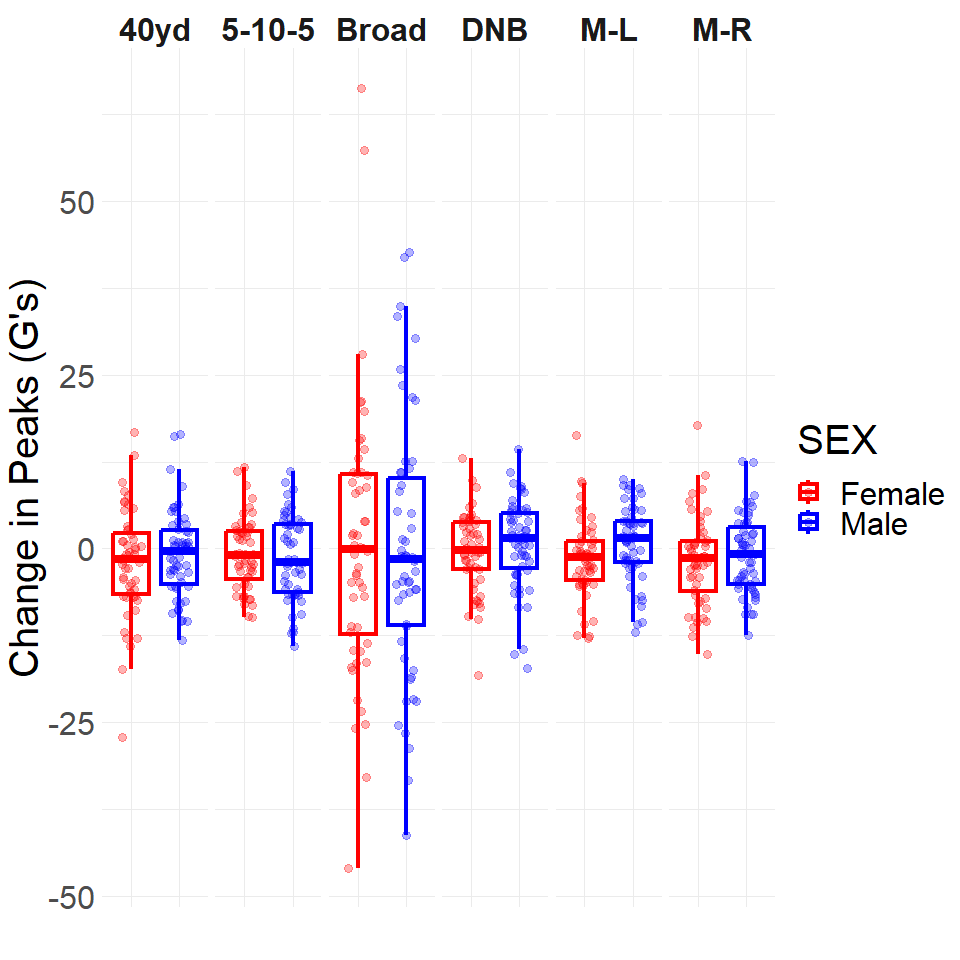 40yd 5-10-5 Broad DNB M-L M-R
Change in Peaks (G's)
50
25
0
-25
-50
SEX
Female
Male